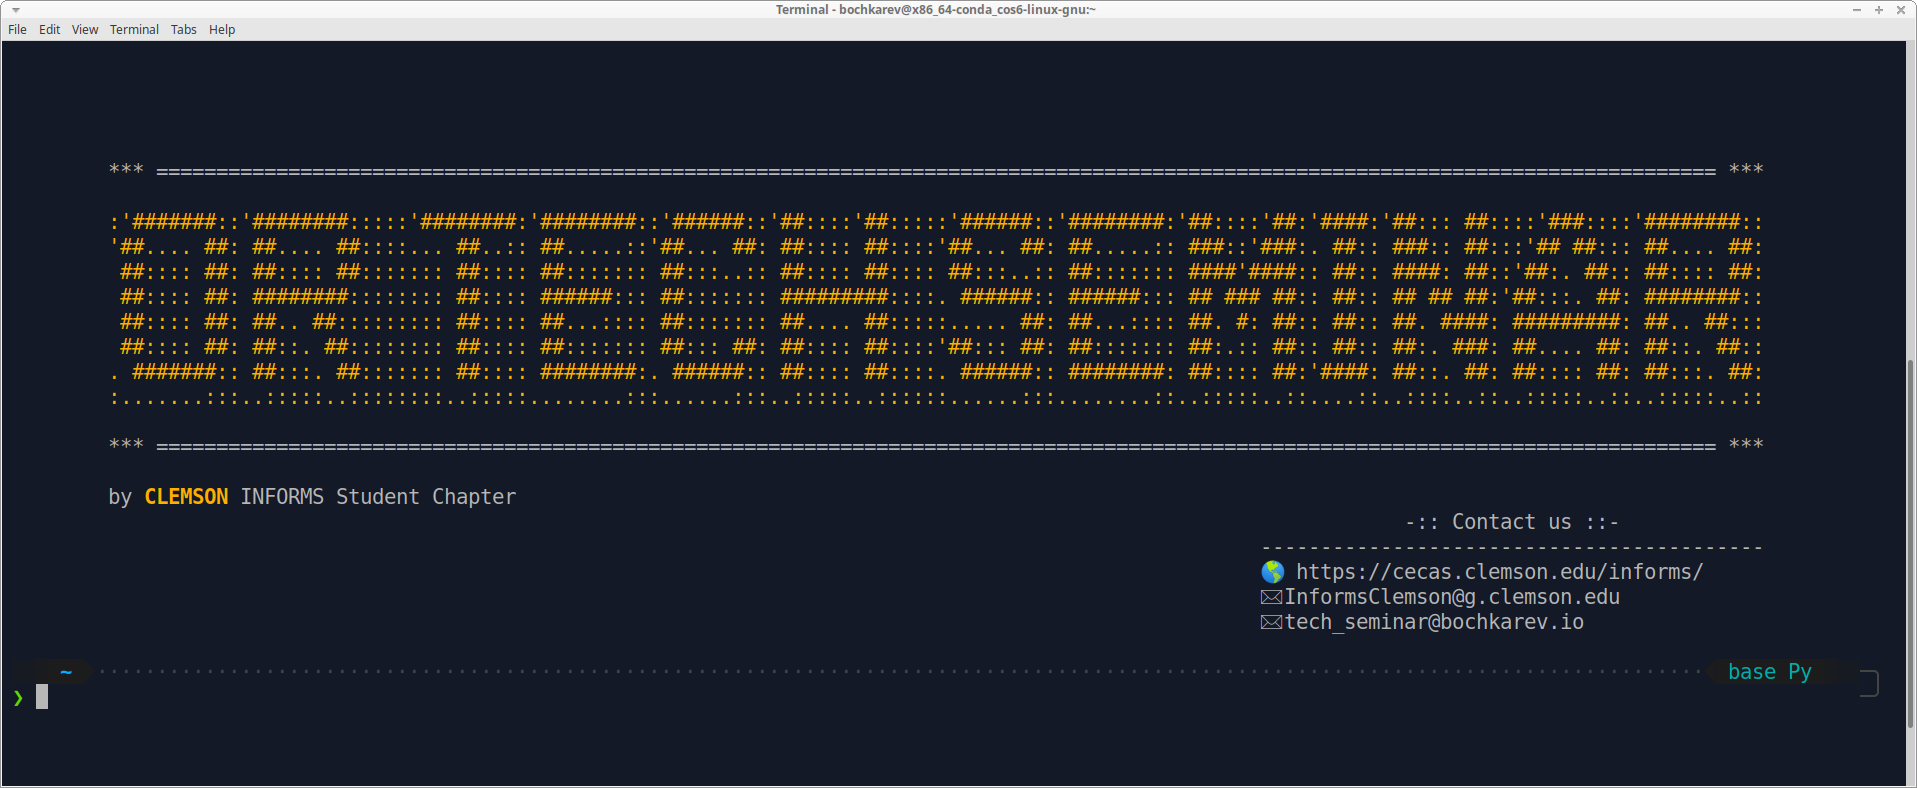 Terminal - bochkarev@x86_64-conda_cos6-linux-gnu:~
File Edit View Terminal Tabs Help
*** ================================================================================================================================== ***
:'#######::'########:::::'########:'########::'######::'##::::'##:::::'######::'########:'##::::'##:'####:'##::: ##::::'###::::'########::
'##.... ##: ##.... ##::::... ##..:: ##.....::'##... ##: ##:::: ##::::'##... ##: ##.....:: ###::'###:. ##:: ###:: ##:::'## ##::: ##.... ##:
 ##:::: ##: ##:::: ##::::::: ##:::: ##::::::: ##:::..:: ##:::: ##:::: ##:::..:: ##::::::: ####'####:: ##:: ####: ##::'##:. ##:: ##:::: ##:
 ##:::: ##: ########:::::::: ##:::: ######::: ##::::::: #########::::. ######:: ######::: ## ### ##:: ##:: ## ## ##:'##:::. ##: ########::
 ##:::: ##: ##.. ##::::::::: ##:::: ##...:::: ##::::::: ##.... ##:::::..... ##: ##...:::: ##. #: ##:: ##:: ##. ####: #########: ##.. ##:::
 ##:::: ##: ##::. ##:::::::: ##:::: ##::::::: ##::: ##: ##:::: ##::::'##::: ##: ##::::::: ##:.:: ##:: ##:: ##:. ###: ##.... ##: ##::. ##::
. #######:: ##:::. ##::::::: ##:::: ########:. ######:: ##:::: ##::::. ######:: ########: ##:::: ##:'####: ##::. ##: ##:::: ##: ##:::. ##:
:.......:::..:::::..::::::::..:::::........:::......:::..:::::..::::::......:::........::..:::::..::....::..::::..::..:::::..::..:::::..::
*** ================================================================================================================================== ***
by CLEMSON INFORMS Student Chapter
-:: Contact us ::-
------------------------------------------
🌎 https://cecas.clemson.edu/informs/
✉InformsClemson@g.clemson.edu
✉tech_seminar@bochkarev.io
~ base Py
❯